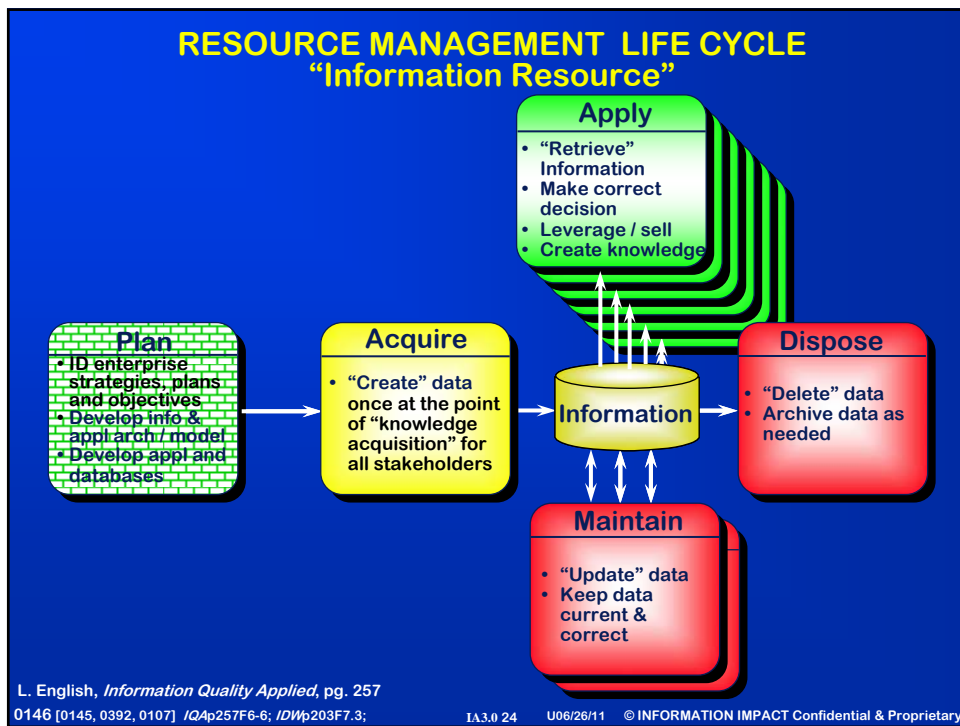 RESOURCE MANAGEMENT LIFE CYCLE
“Information Resource”
Apply
• “Retrieve”
Information
• Make correct
decision
• Leverage / sell
• Create knowledge
Plan
• ID enterprise
strategies, plans
and objectives
• Develop info &
appl arch / model
• Develop appl and
databases
Acquire
• “Create” data
once at the point
of “knowledge
acquisition” for
all stakeholders
Information
Dispose
• “Delete” data
• Archive data as
needed
Maintain
• “Update” data
• Keep data
current &
correct
L. English, Information Quality Applied, pg. 257
0146 [0145, 0392, 0107] IQAp257F6-6; IDWp203F7.3; IA3.0 24 U06/26/11 © INFORMATION IMPACT Confidential & Proprietary